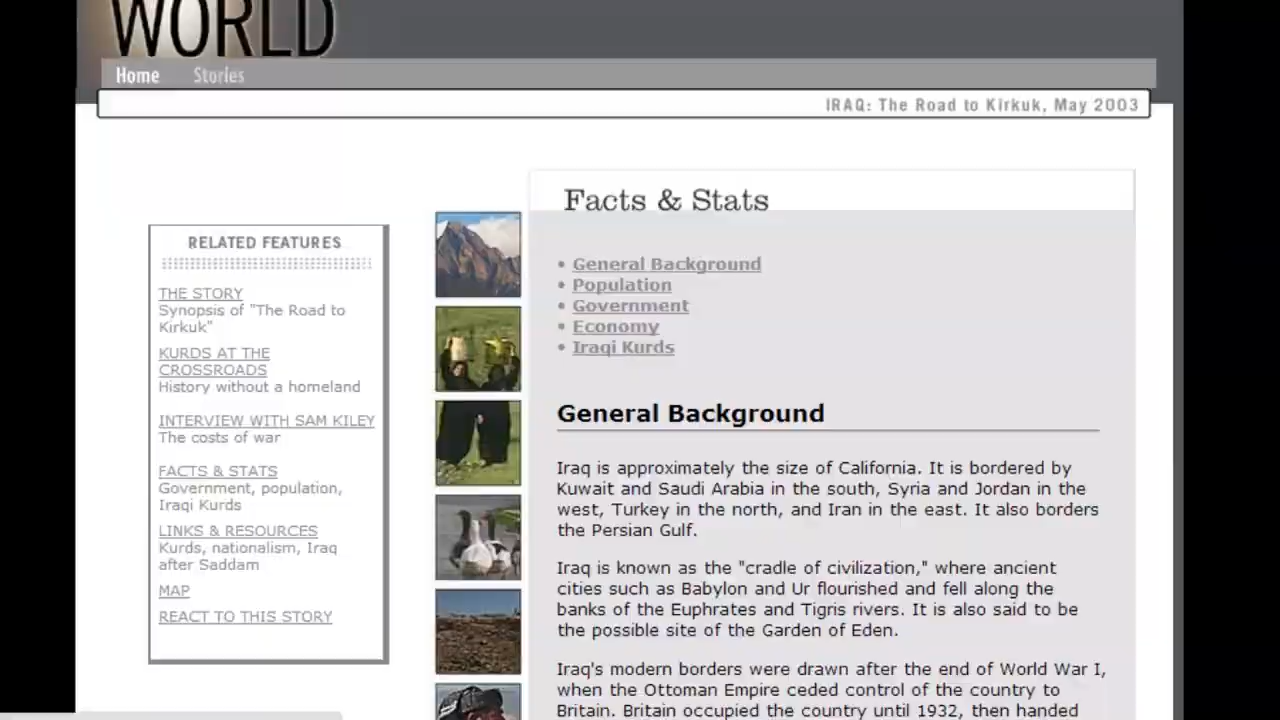 WORLD
Home Stories
IRAQ: The Road to Kirkuk, May 2003
RELATED FEATURES
THE STORY
Synopsis of "The Road to
Kirkuk"
KURDS AT THE
CROSSROADS
History without a homeland
INTERVIEW WITH SAM KILEY
The costs of war
FACTS & STATS
Government, population,
Iraqi Kurds
LINKS & RESOURCES
Kurds, nationalism, Iraq
after Saddam
MAP
REACT TO THIS STORY
Facts & Stats
• General Background
• Population
• Government
• Economy
• Iraqi Kurds
General Background
Iraq is approximately the size of California. It is bordered by
Kuwait and Saudi Arabia in the south, Syria and Jordan in the
west, Turkey in the north, and Iran in the east. It also borders
the Persian Gulf.
Iraq is known as the "cradle of civilization," where ancient
cities such as Babylon and Ur flourished and fell along the
banks of the Euphrates and Tigris rivers. It is also said to be
the possible site of the Garden of Eden.
Iraq's modern borders were drawn after the end of World War I,
when the Ottoman Empire ceded control of the country to
Britain. Britain occupied the country until 1932, then handed